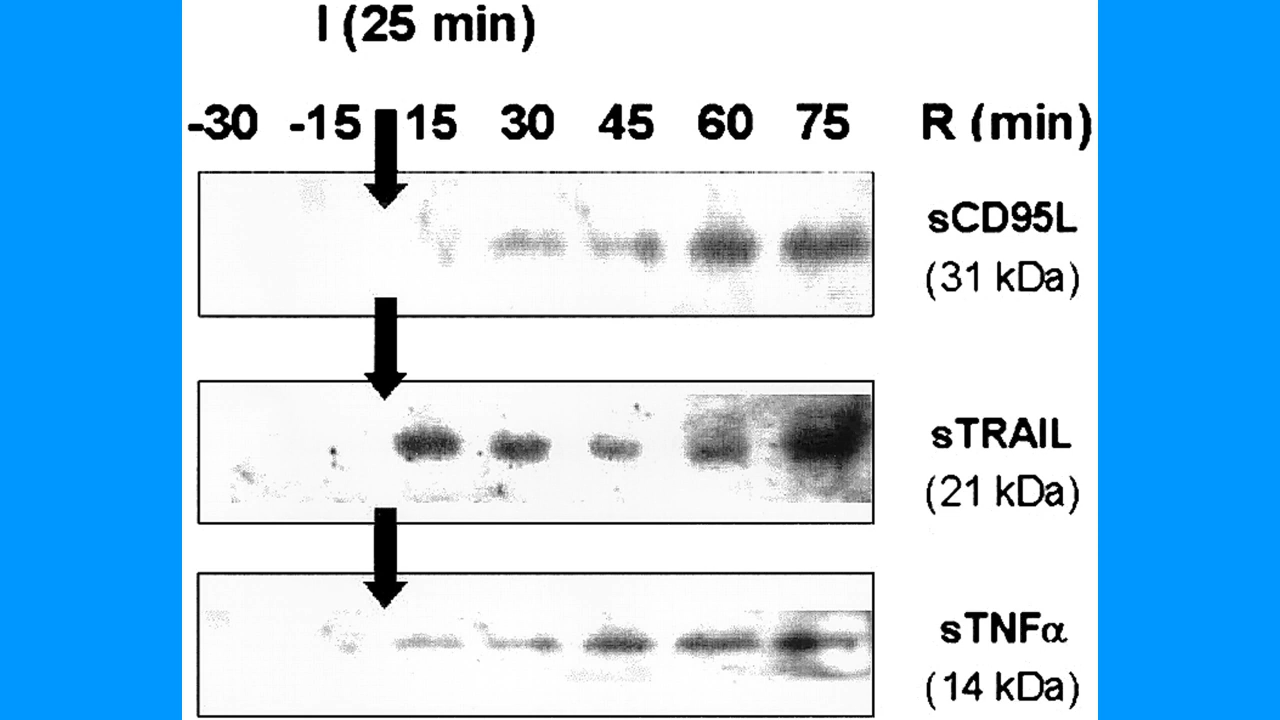 I (25 min)
-30 -15 15 30 45 60 75 R (min)
sCD95L
(31 kDa)
sTRAIL
(21 kDa)
sTNFα
(14 kDa)